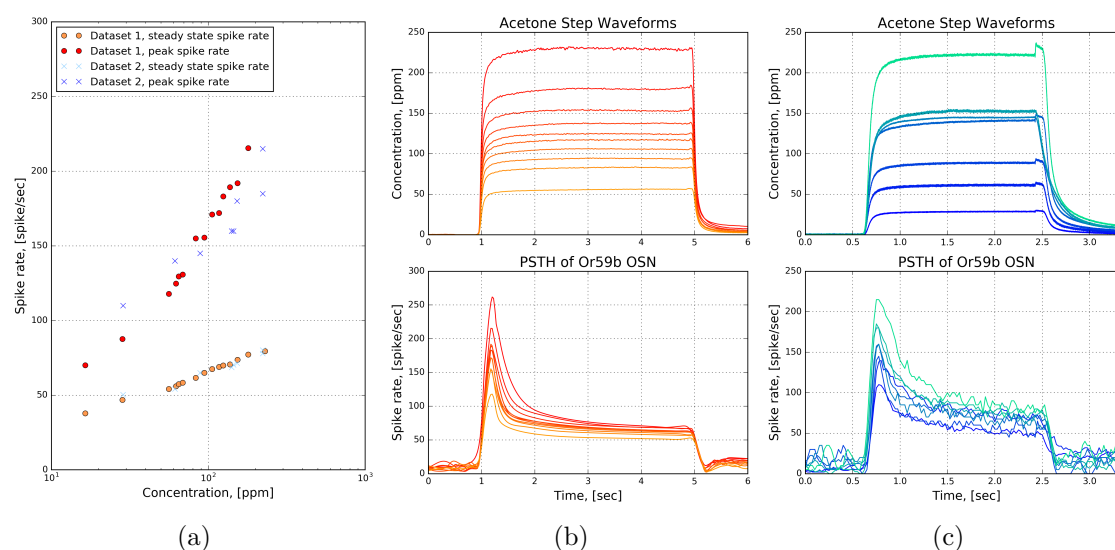 300
250
200
150
100
50
0
10^1
10^2
10^3
Spike rate, [spike/sec]
Concentration, [ppm]
Dataset 1, steady state spike rate
Dataset 1, peak spike rate
Dataset 2, steady state spike rate
Dataset 2, peak spike rate
(a)
Acetone Step Waveforms
Concentration, [ppm]
250
200
150
100
50
0
0 1 2 3 4 5 6
PSTH of Or59b OSN
Spike rate, [spike/sec]
250
200
150
100
50
0
0 1 2 3 4 5 6
Time, [sec]
(b)
Acetone Step Waveforms
Concentration, [ppm]
250
200
150
100
50
0
0.0 0.5 1.0 1.5 2.0 2.5 3.0
PSTH of Or59b OSN
Spike rate, [spike/sec]
250
200
150
100
50
0
0.0 0.5 1.0 1.5 2.0 2.5 3.0
Time, [sec]
(c)